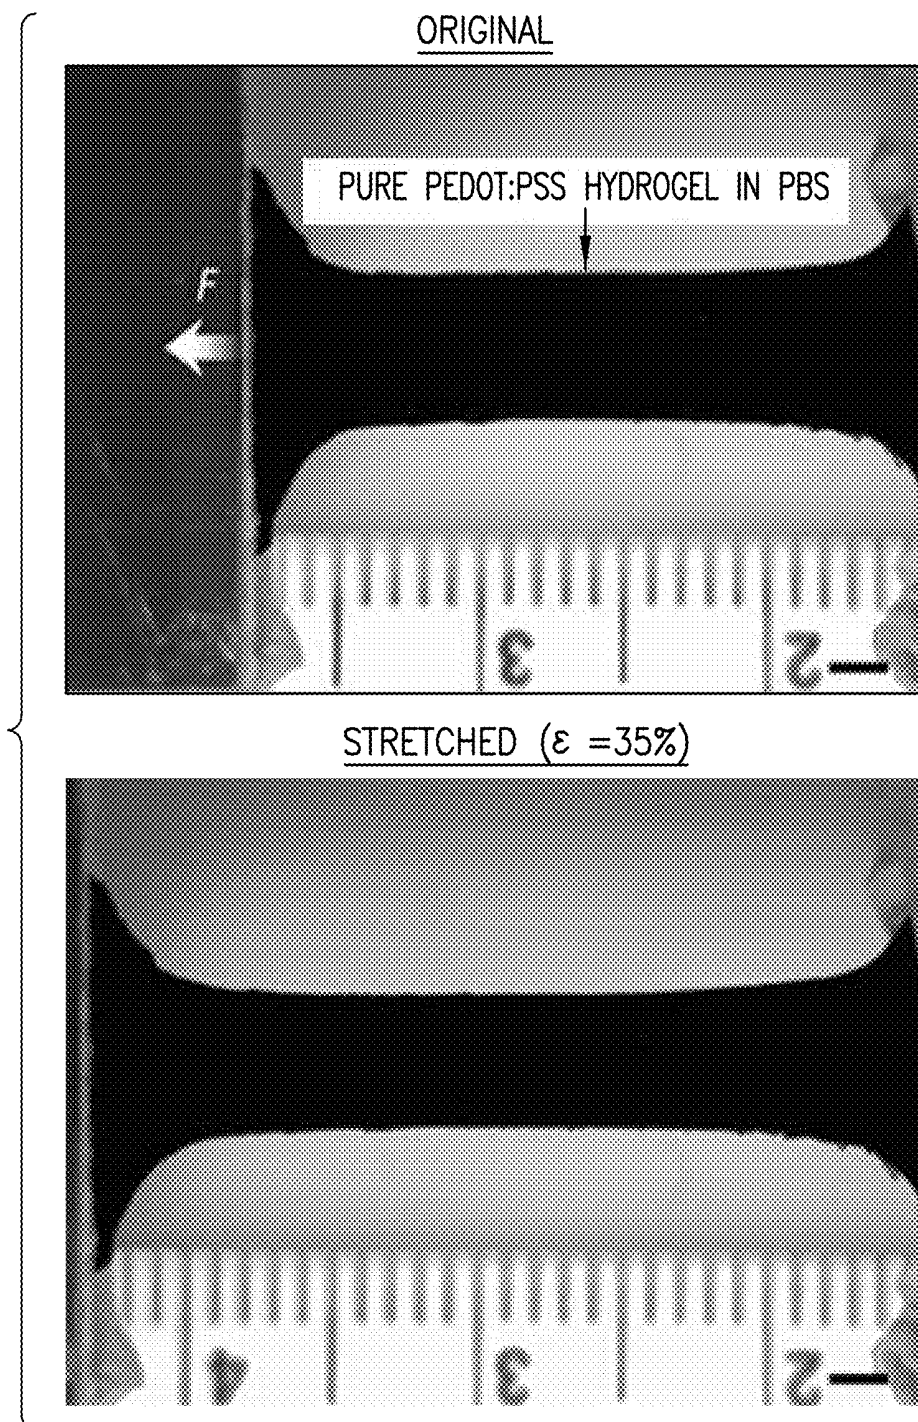 ORIGINAL
PURE PEDOT:PSS HYDROGEL IN PBS
F
3
2
STRETCHED (ε =35%)
4
3
2